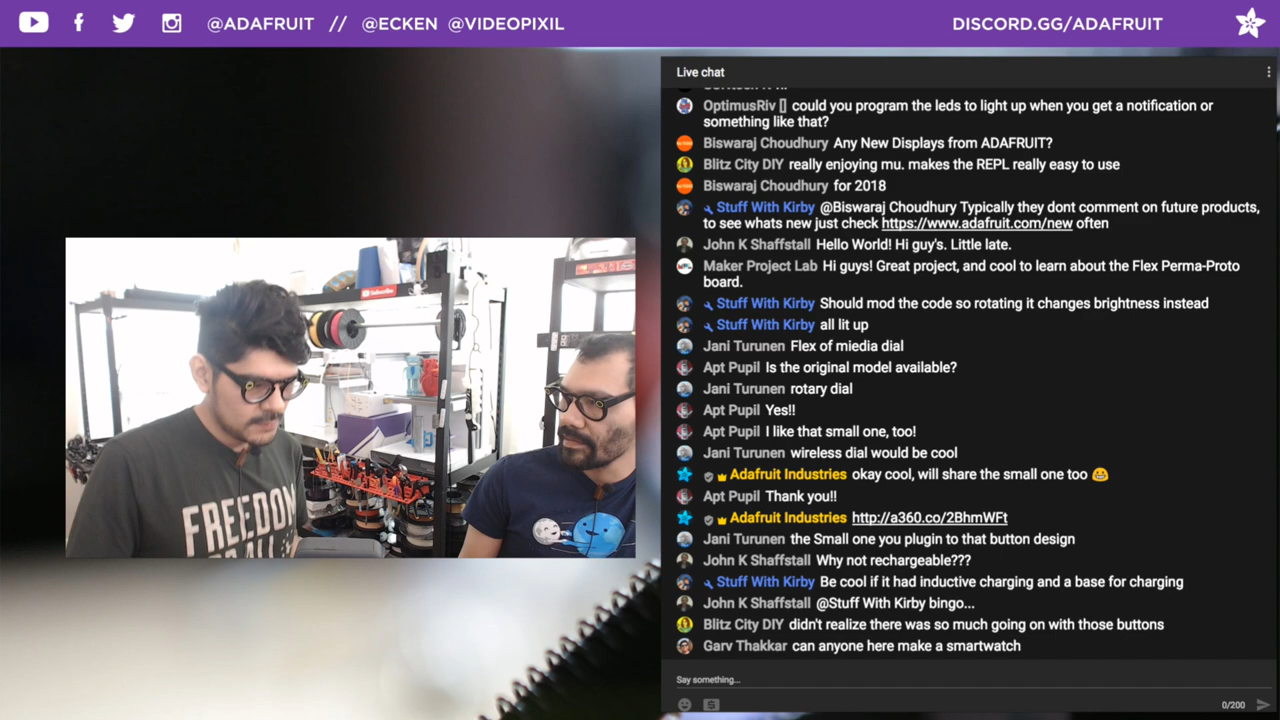 @ADAFRUIT // @ECKEN @VIDEOPIXIL
DISCORD.GG/ADAFRUIT
Live chat
OptimusRiv [] could you program the leds to light up when you get a notification or
something like that?
Biswaraj Choudhury Any New Displays from ADAFRUIT?
Blitz City DIY really enjoying mu. makes the REPL really easy to use
Biswaraj Choudhury for 2018
Stuff With Kirby @Biswaraj Choudhury Typically they dont comment on future products,
to see whats new just check https://www.adafruit.com/new often
John K Shaffstall Hello World! Hi guy's. Little late.
Maker Project Lab Hi guys! Great project, and cool to learn about the Flex Perma-Proto
board.
Stuff With Kirby Should mod the code so rotating it changes brightness instead
Stuff With Kirby all lit up
Jani Turunen Flex of miedia dial
Apt Pupil Is the original model available?
Jani Turunen rotary dial
Apt Pupil Yes!!
Apt Pupil I like that small one, too!
Jani Turunen wireless dial would be cool
Adafruit Industries okay cool, will share the small one too 😀
Apt Pupil Thank you!!
Adafruit Industries http://a360.co/2BhmWFt
Jani Turunen the Small one you plugin to that button design
John K Shaffstall Why not rechargeable???
Stuff With Kirby Be cool if it had inductive charging and a base for charging
John K Shaffstall @Stuff With Kirby bingo...
Blitz City DIY didn't realize there was so much going on with those buttons
Garv Thakkar can anyone here make a smartwatch
Say something...
0/200
Subscribe
FREEDOM